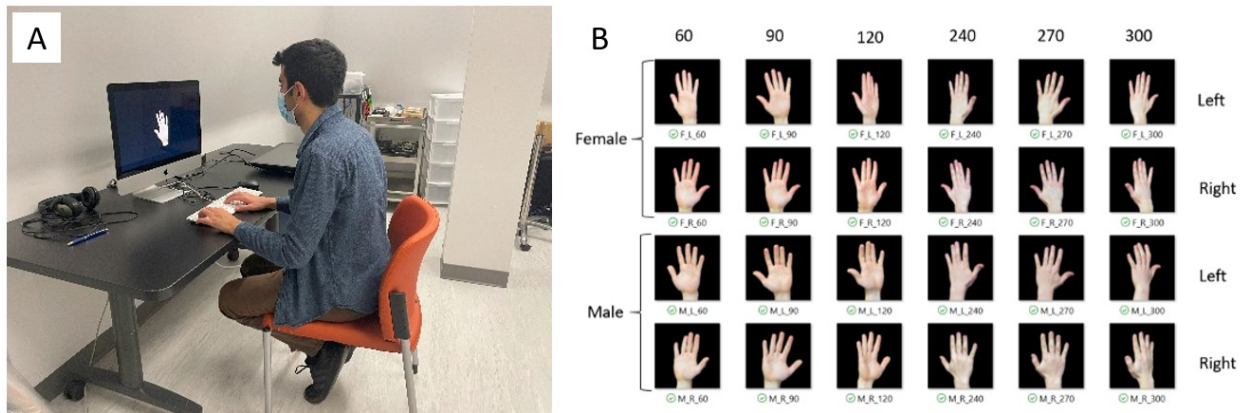 A
B
60 90 120 240 270 300
Female
Left
F_L_60 F_L_90 F_L_120 F_L_240 F_L_270 F_L_300
Right
F_R_60 F_R_90 F_R_120 F_R_240 F_R_270 F_R_300
Male
Left
M_L_60 M_L_90 M_L_120 M_L_240 M_L_270 M_L_300
Right
M_R_60 M_R_90 M_R_120 M_R_240 M_R_270 M_R_300